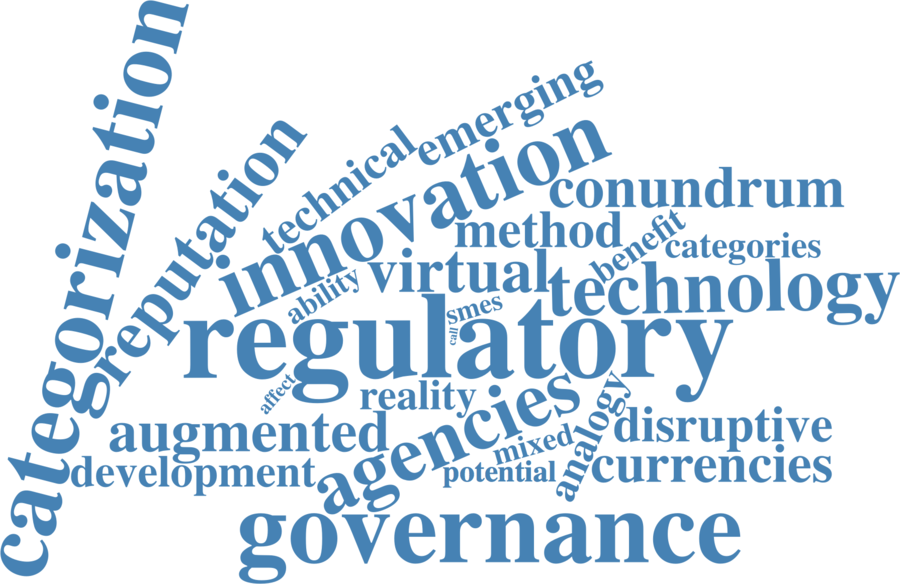 categorization
reputation
technical
emerging
innovation
conundrum
method
benefit
categories
ability
virtual
technology
smes
call
regulatory
affect
reality
agencies
analogy
augmented
disruptive
mixed
development
potential
currencies
governance